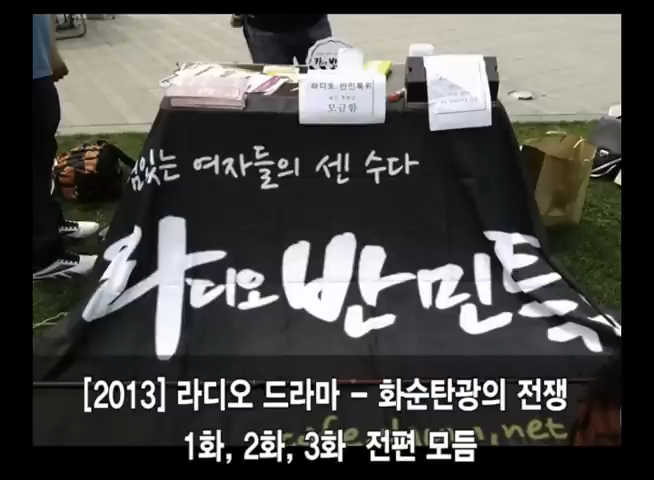 라디오 반민특위
모금함
있는 여자들의 센 수다
라디오 반민특
[2013] 라디오 드라마 - 화순탄광의 전쟁
1화, 2화, 3화 전편 모듬